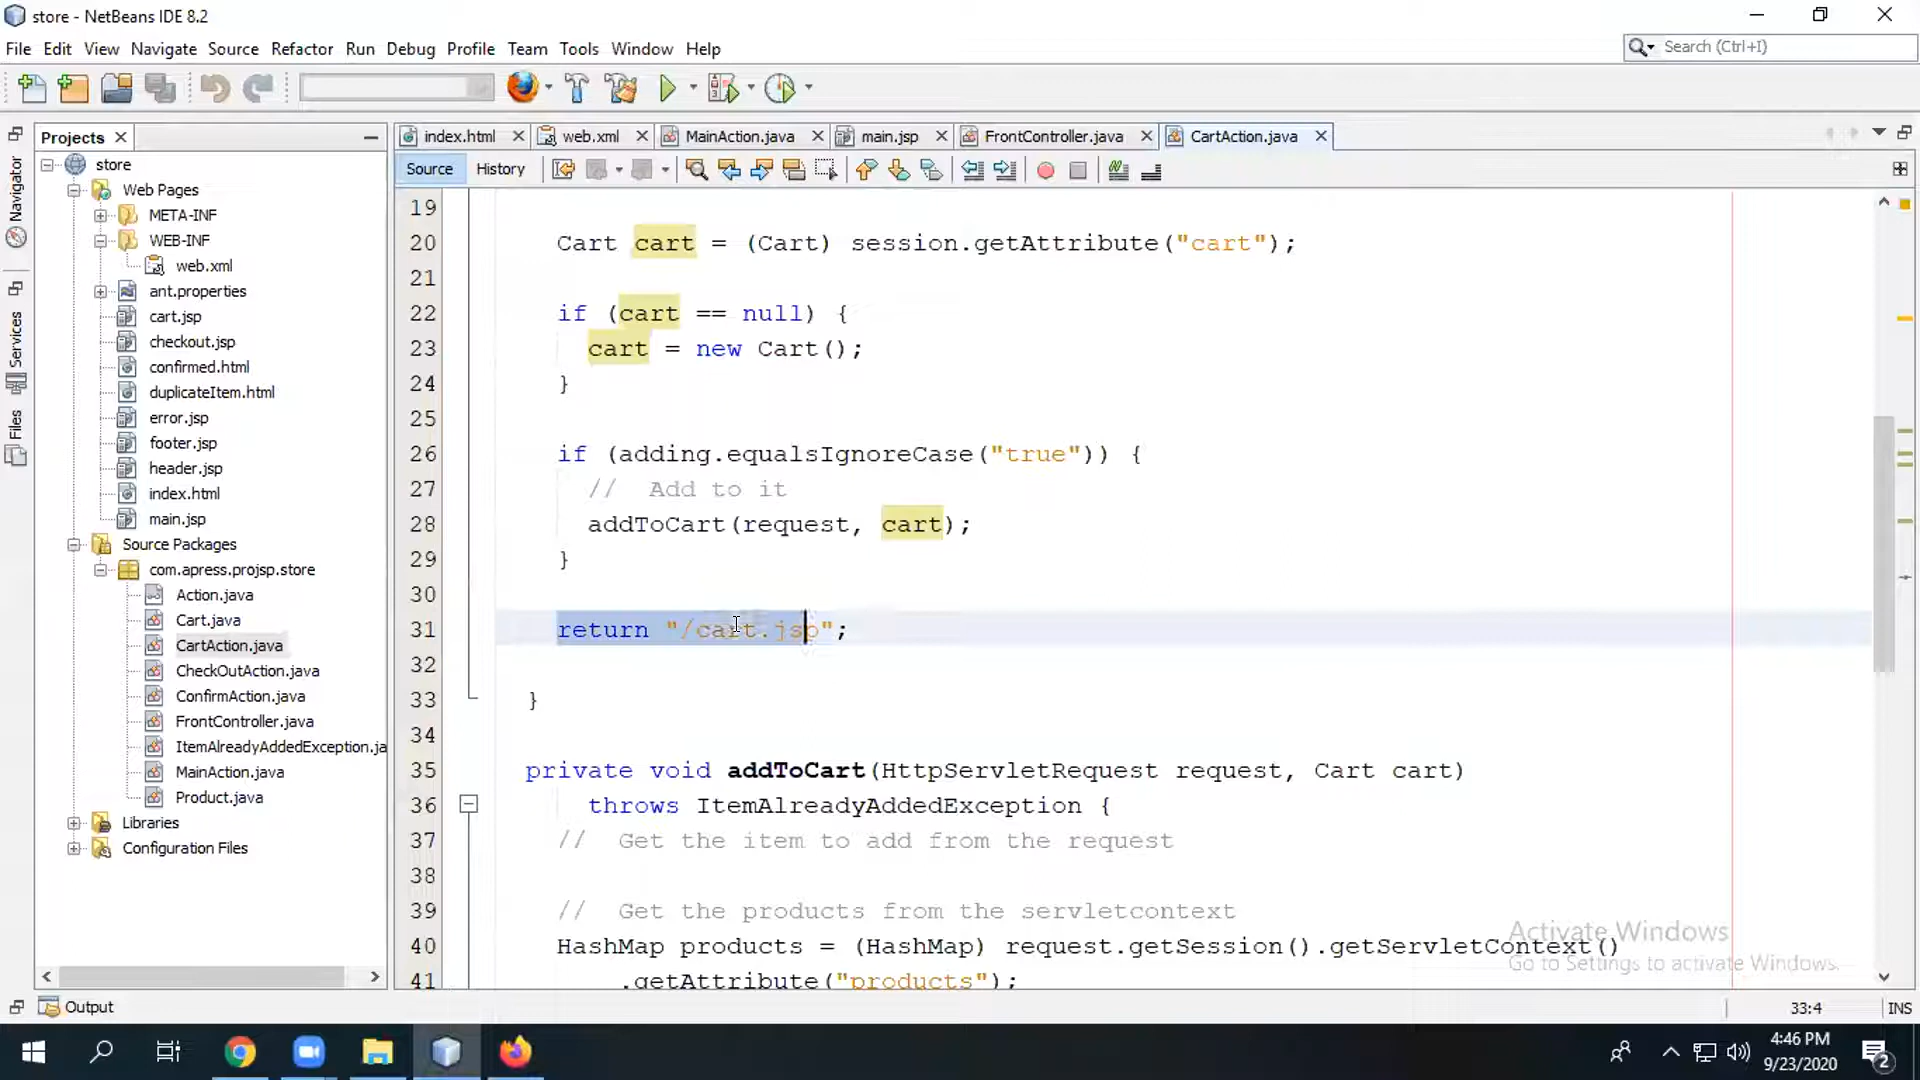 store - NetBeans IDE 8.2
File Edit View Navigate Source Refactor Run Debug Profile Team Tools Window Help
Search (Ctrl+I)
Projects
index.html
web.xml
MainAction.java
main.jsp
FrontController.java
CartAction.java
Source History
Navigator
Services
Files
store
Web Pages
META-INF
WEB-INF
web.xml
ant.properties
cart.jsp
checkout.jsp
confirmed.html
duplicateItem.html
error.jsp
footer.jsp
header.jsp
index.html
main.jsp
Source Packages
com.apress.projsp.store
Action.java
Cart.java
CartAction.java
CheckOutAction.java
ConfirmAction.java
FrontController.java
ItemAlreadyAddedException.ja
MainAction.java
Product.java
Libraries
Configuration Files
19
20 Cart cart = (Cart) session.getAttribute("cart");
21
22 if (cart == null) {
23 cart = new Cart();
24 }
25
26 if (adding.equalsIgnoreCase("true")) {
27 // Add to it
28 addToCart(request, cart);
29 }
30
31 return "/cart.jsp";
32
33 }
34
35 private void addToCart(HttpServletRequest request, Cart cart)
36 throws ItemAlreadyAddedException {
37 // Get the item to add from the request
38
39 // Get the products from the servletcontext
40 HashMap products = (HashMap) request.getSession().getServletContext()
41 .getAttribute("products");
Activate Windows
Go to Settings to activate Windows.
Output
33:4 INS
4:46 PM
9/23/2020
2